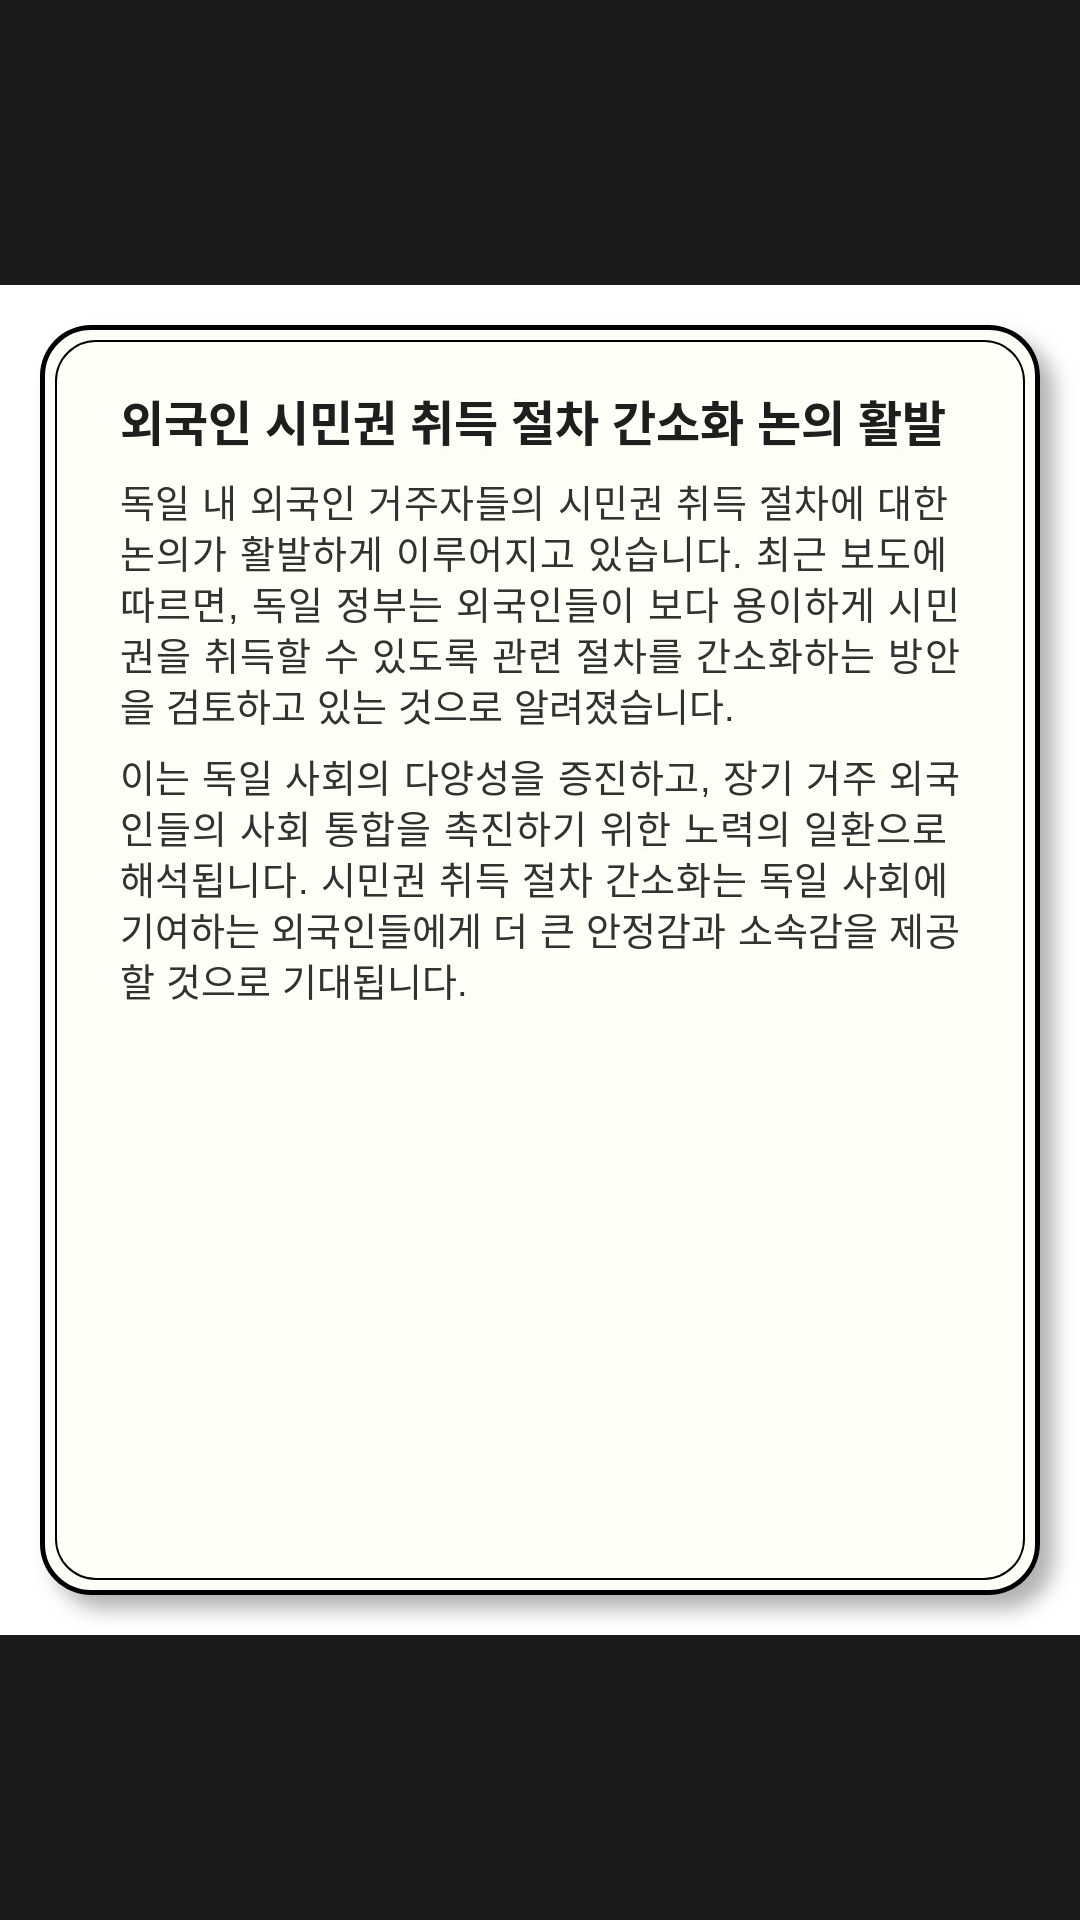 외국인 시민권 취득 절차 간소화 논의 활발
독일 내 외국인 거주자들의 시민권 취득 절차에 대한
논의가 활발하게 이루어지고 있습니다. 최근 보도에
따르면, 독일 정부는 외국인들이 보다 용이하게 시민
권을 취득할 수 있도록 관련 절차를 간소화하는 방안
을 검토하고 있는 것으로 알려졌습니다.
이는 독일 사회의 다양성을 증진하고, 장기 거주 외국
인들의 사회 통합을 촉진하기 위한 노력의 일환으로
해석됩니다. 시민권 취득 절차 간소화는 독일 사회에
기여하는 외국인들에게 더 큰 안정감과 소속감을 제공
할 것으로 기대됩니다.